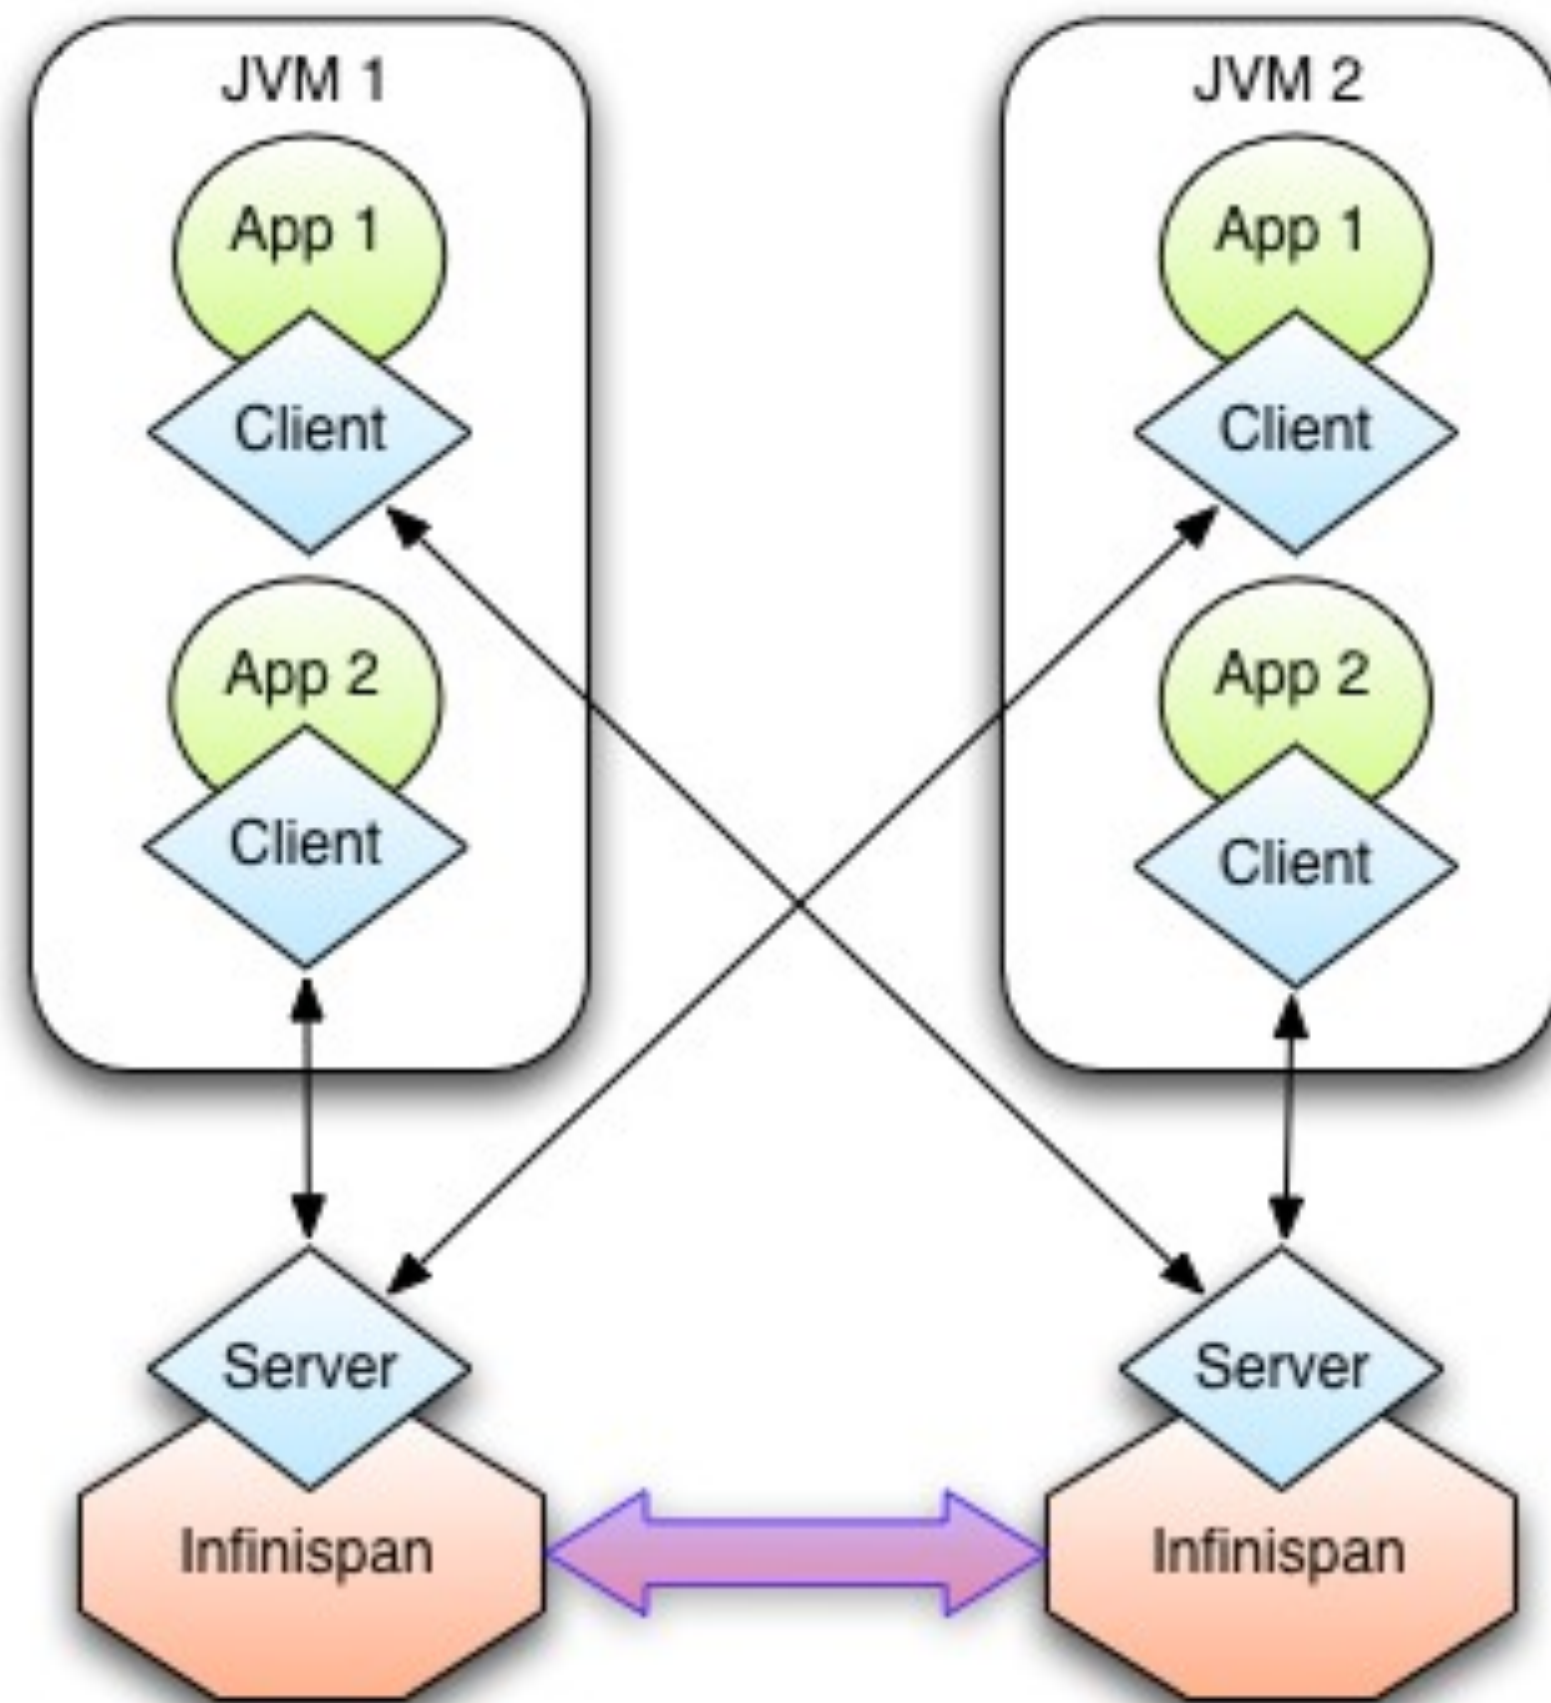 JVM 1
App 1
Client
App 2
Client
JVM 2
App 1
Client
App 2
Client
Server
Infinispan
Server
Infinispan